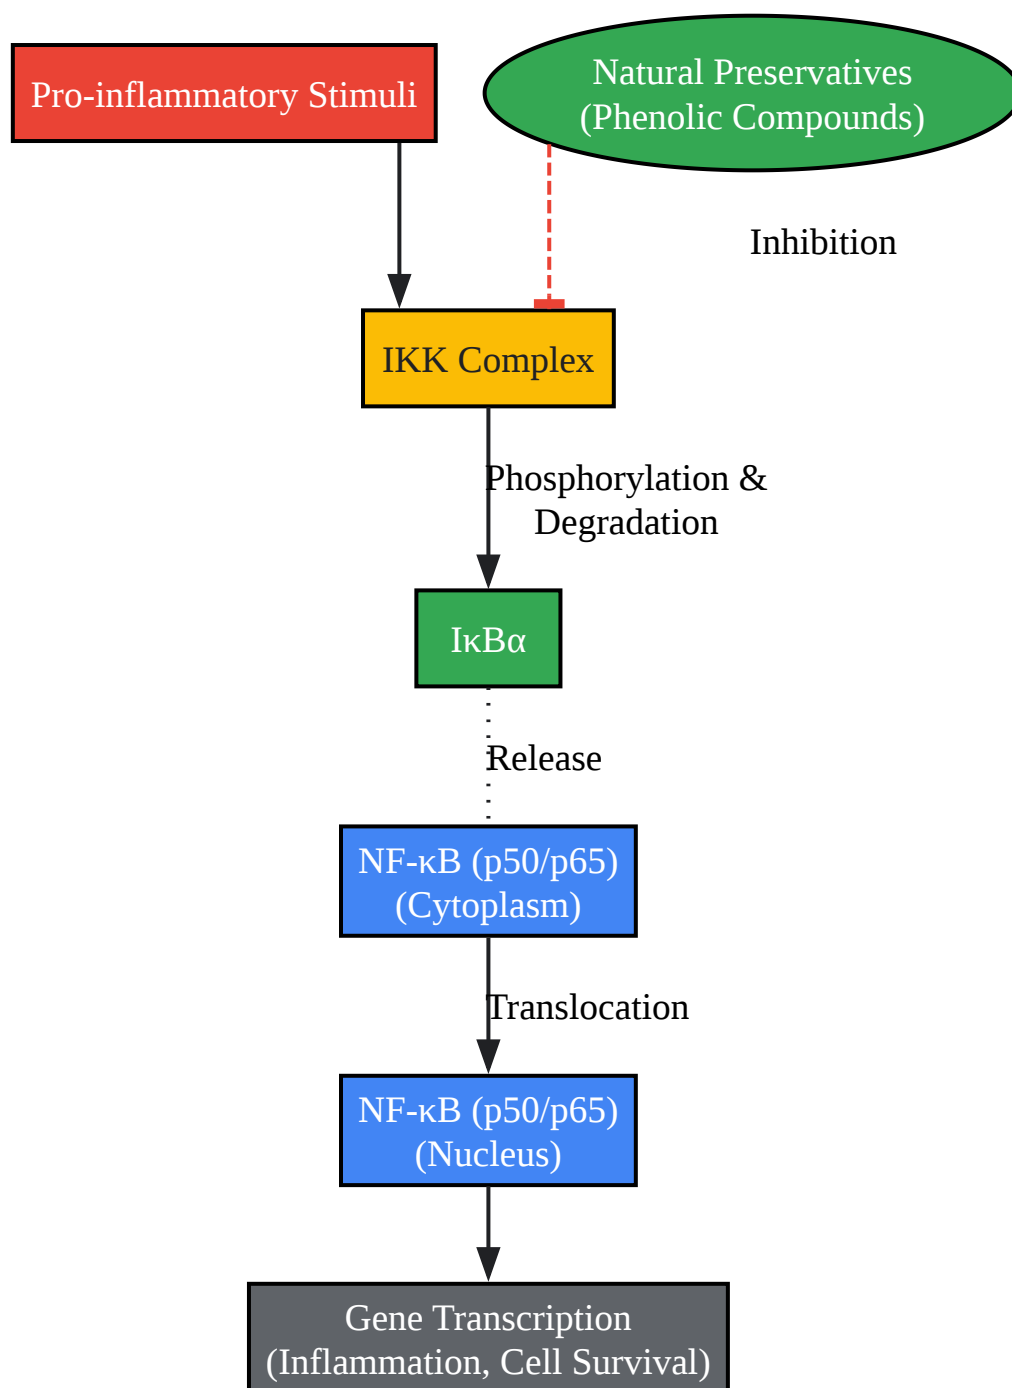 Pro-inflammatory Stimuli
Natural Preservatives
(Phenolic Compounds)
Inhibition
IKK Complex
Phosphorylation &
Degradation
IκBα
Release
NF-κB (p50/p65)
(Cytoplasm)
Translocation
NF-κB (p50/p65)
(Nucleus)
Gene Transcription
(Inflammation, Cell Survival)